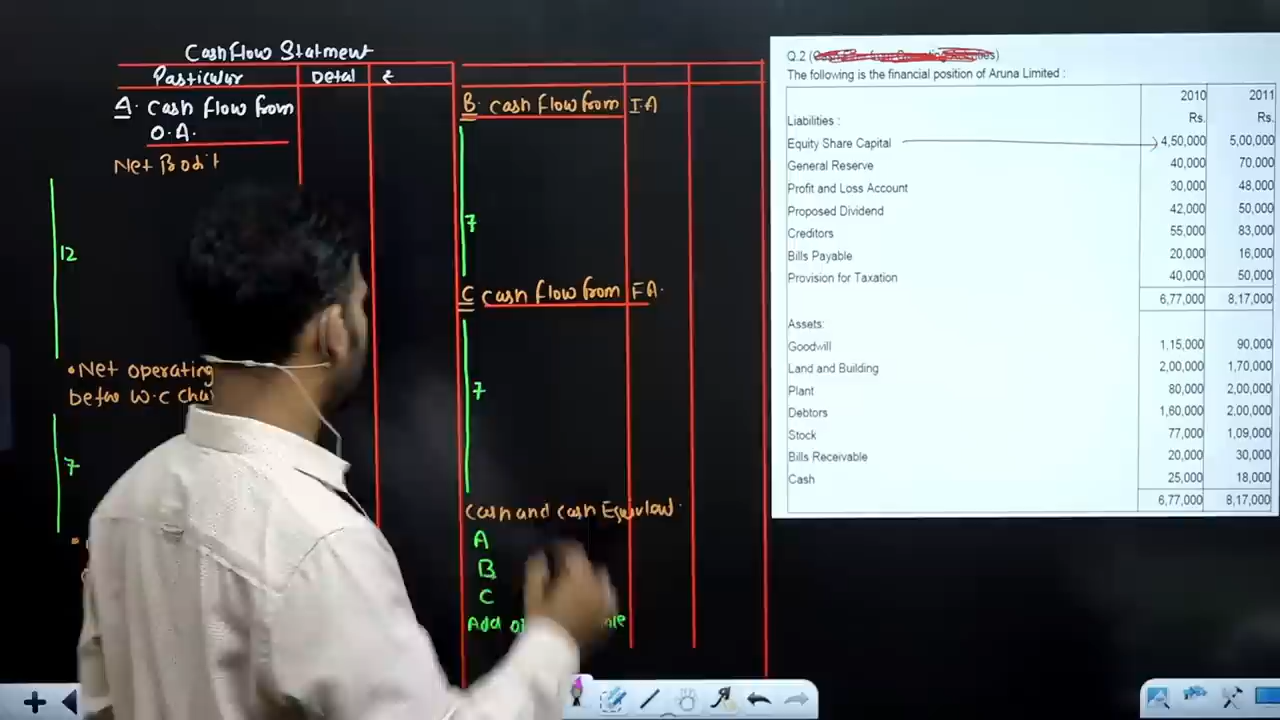 Cash Flow Statment
Particular Detal ₹
A. Cash Flow from
O.A.
Net Profit
12
• Net operating
befor W.C
7
B. Cash Flow from I A
7
C Cash Flow from F A.
7
Cash and Cash Equivlent
A
B
C
Add
Q.2
The following is the financial position of Aruna Limited :
2010 2011
Rs. Rs.
Liabilities :
Equity Share Capital 4,50,000 5,00,000
General Reserve 40,000 70.000
Profit and Loss Account 30,000 48,000
Proposed Dividend 42,000 50,000
Creditors 55,000 83,000
Bills Payable 20,000 16,000
Provision for Taxation 40,000 50,000
6,77,000 8,17,000
Assets:
Goodwill 1,15,000 90,000
Land and Building 2,00,000 1,70,000
Plant 80,000 2,00,000
Debtors 1,60,000 2,00,000
Stock 77,000 1,09,000
Bills Receivable 20,000 30,000
Cash 25,000 18,000
6,77,000 8,17,000